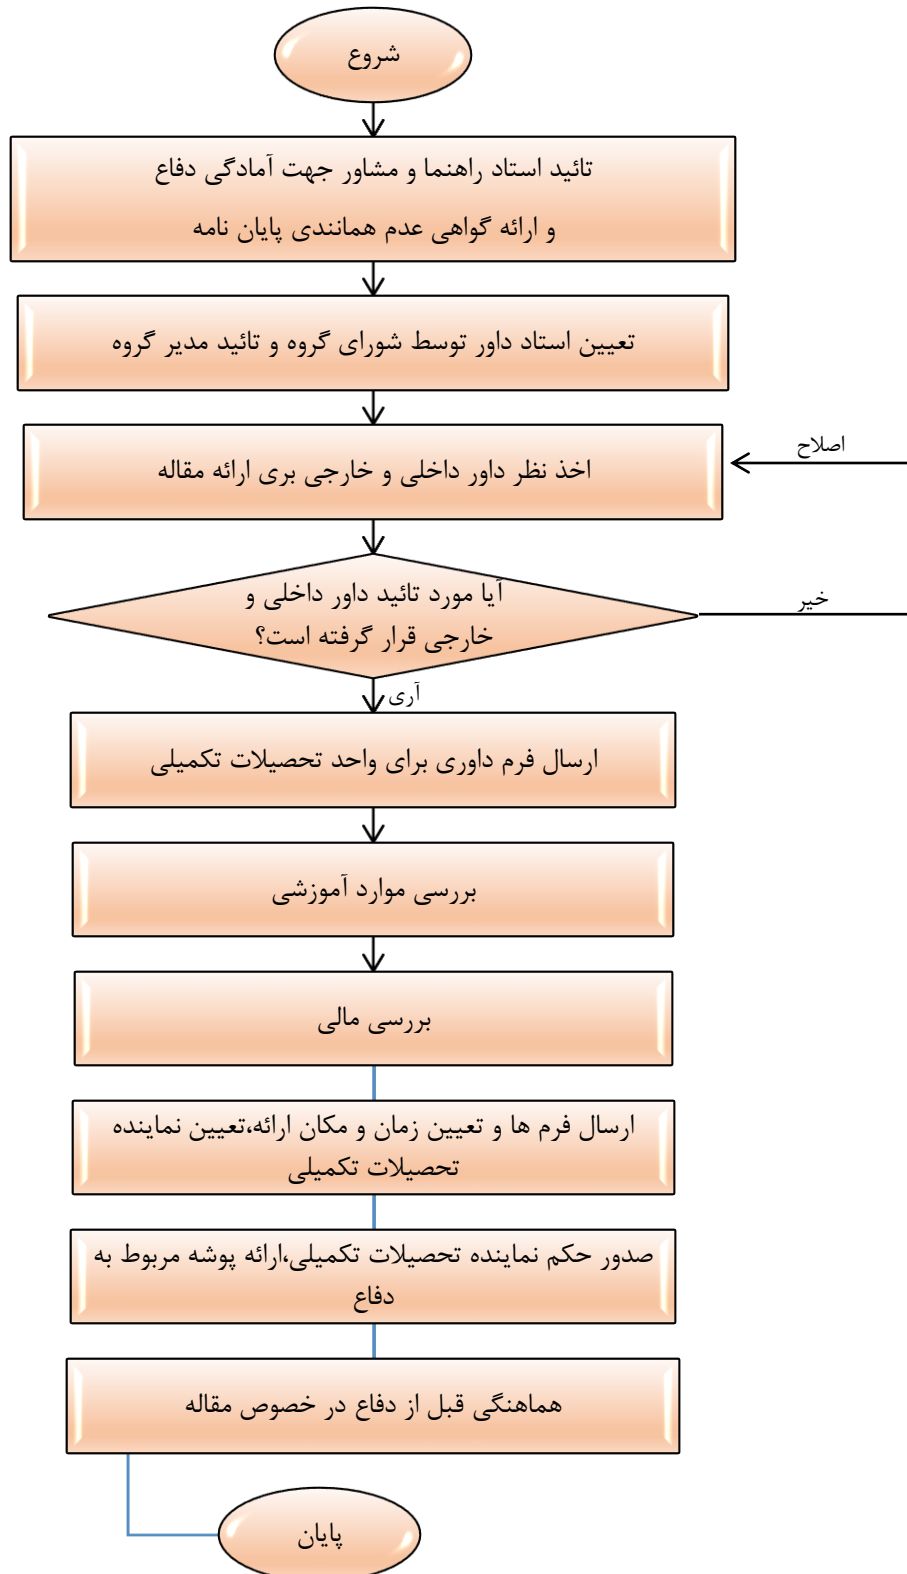 شروع
تائید استاد راهنما و مشاور جهت آمادگی دفاع
و ارائه گواهی عدم همانندی پایان نامه
تعیین استاد داور توسط شورای گروه و تائید مدیر گروه
اصلاح
اخذ نظر داور داخلی و خارجی بری ارائه مقاله
آیا مورد تائید داور داخلی و
خارجی قرار گرفته است؟
خیر
آری
ارسال فرم داوری برای واحد تحصیلات تکمیلی
بررسی موارد آموزشی
بررسی مالی
ارسال فرم ها و تعیین زمان و مکان ارائه،تعیین نماینده
تحصیلات تکمیلی
صدور حکم نماینده تحصیلات تکمیلی،ارائه پوشه مربوط به
دفاع
هماهنگی قبل از دفاع در خصوص مقاله
پایان